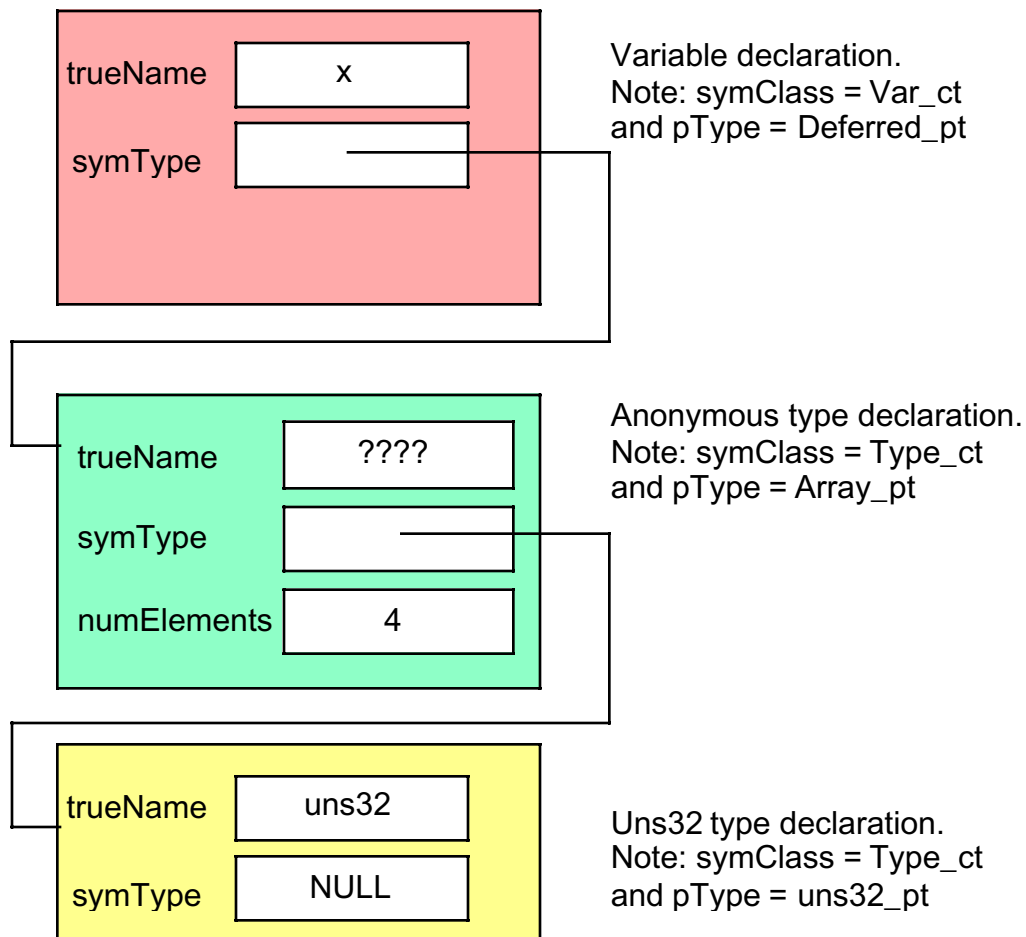 trueName
x
symType
Variable declaration.
Note: symClass = Var_ct
and pType = Deferred_pt
trueName
????
symType
numElements
4
Anonymous type declaration.
Note: symClass = Type_ct
and pType = Array_pt
trueName
uns32
symType
NULL
Uns32 type declaration.
Note: symClass = Type_ct
and pType = uns32_pt